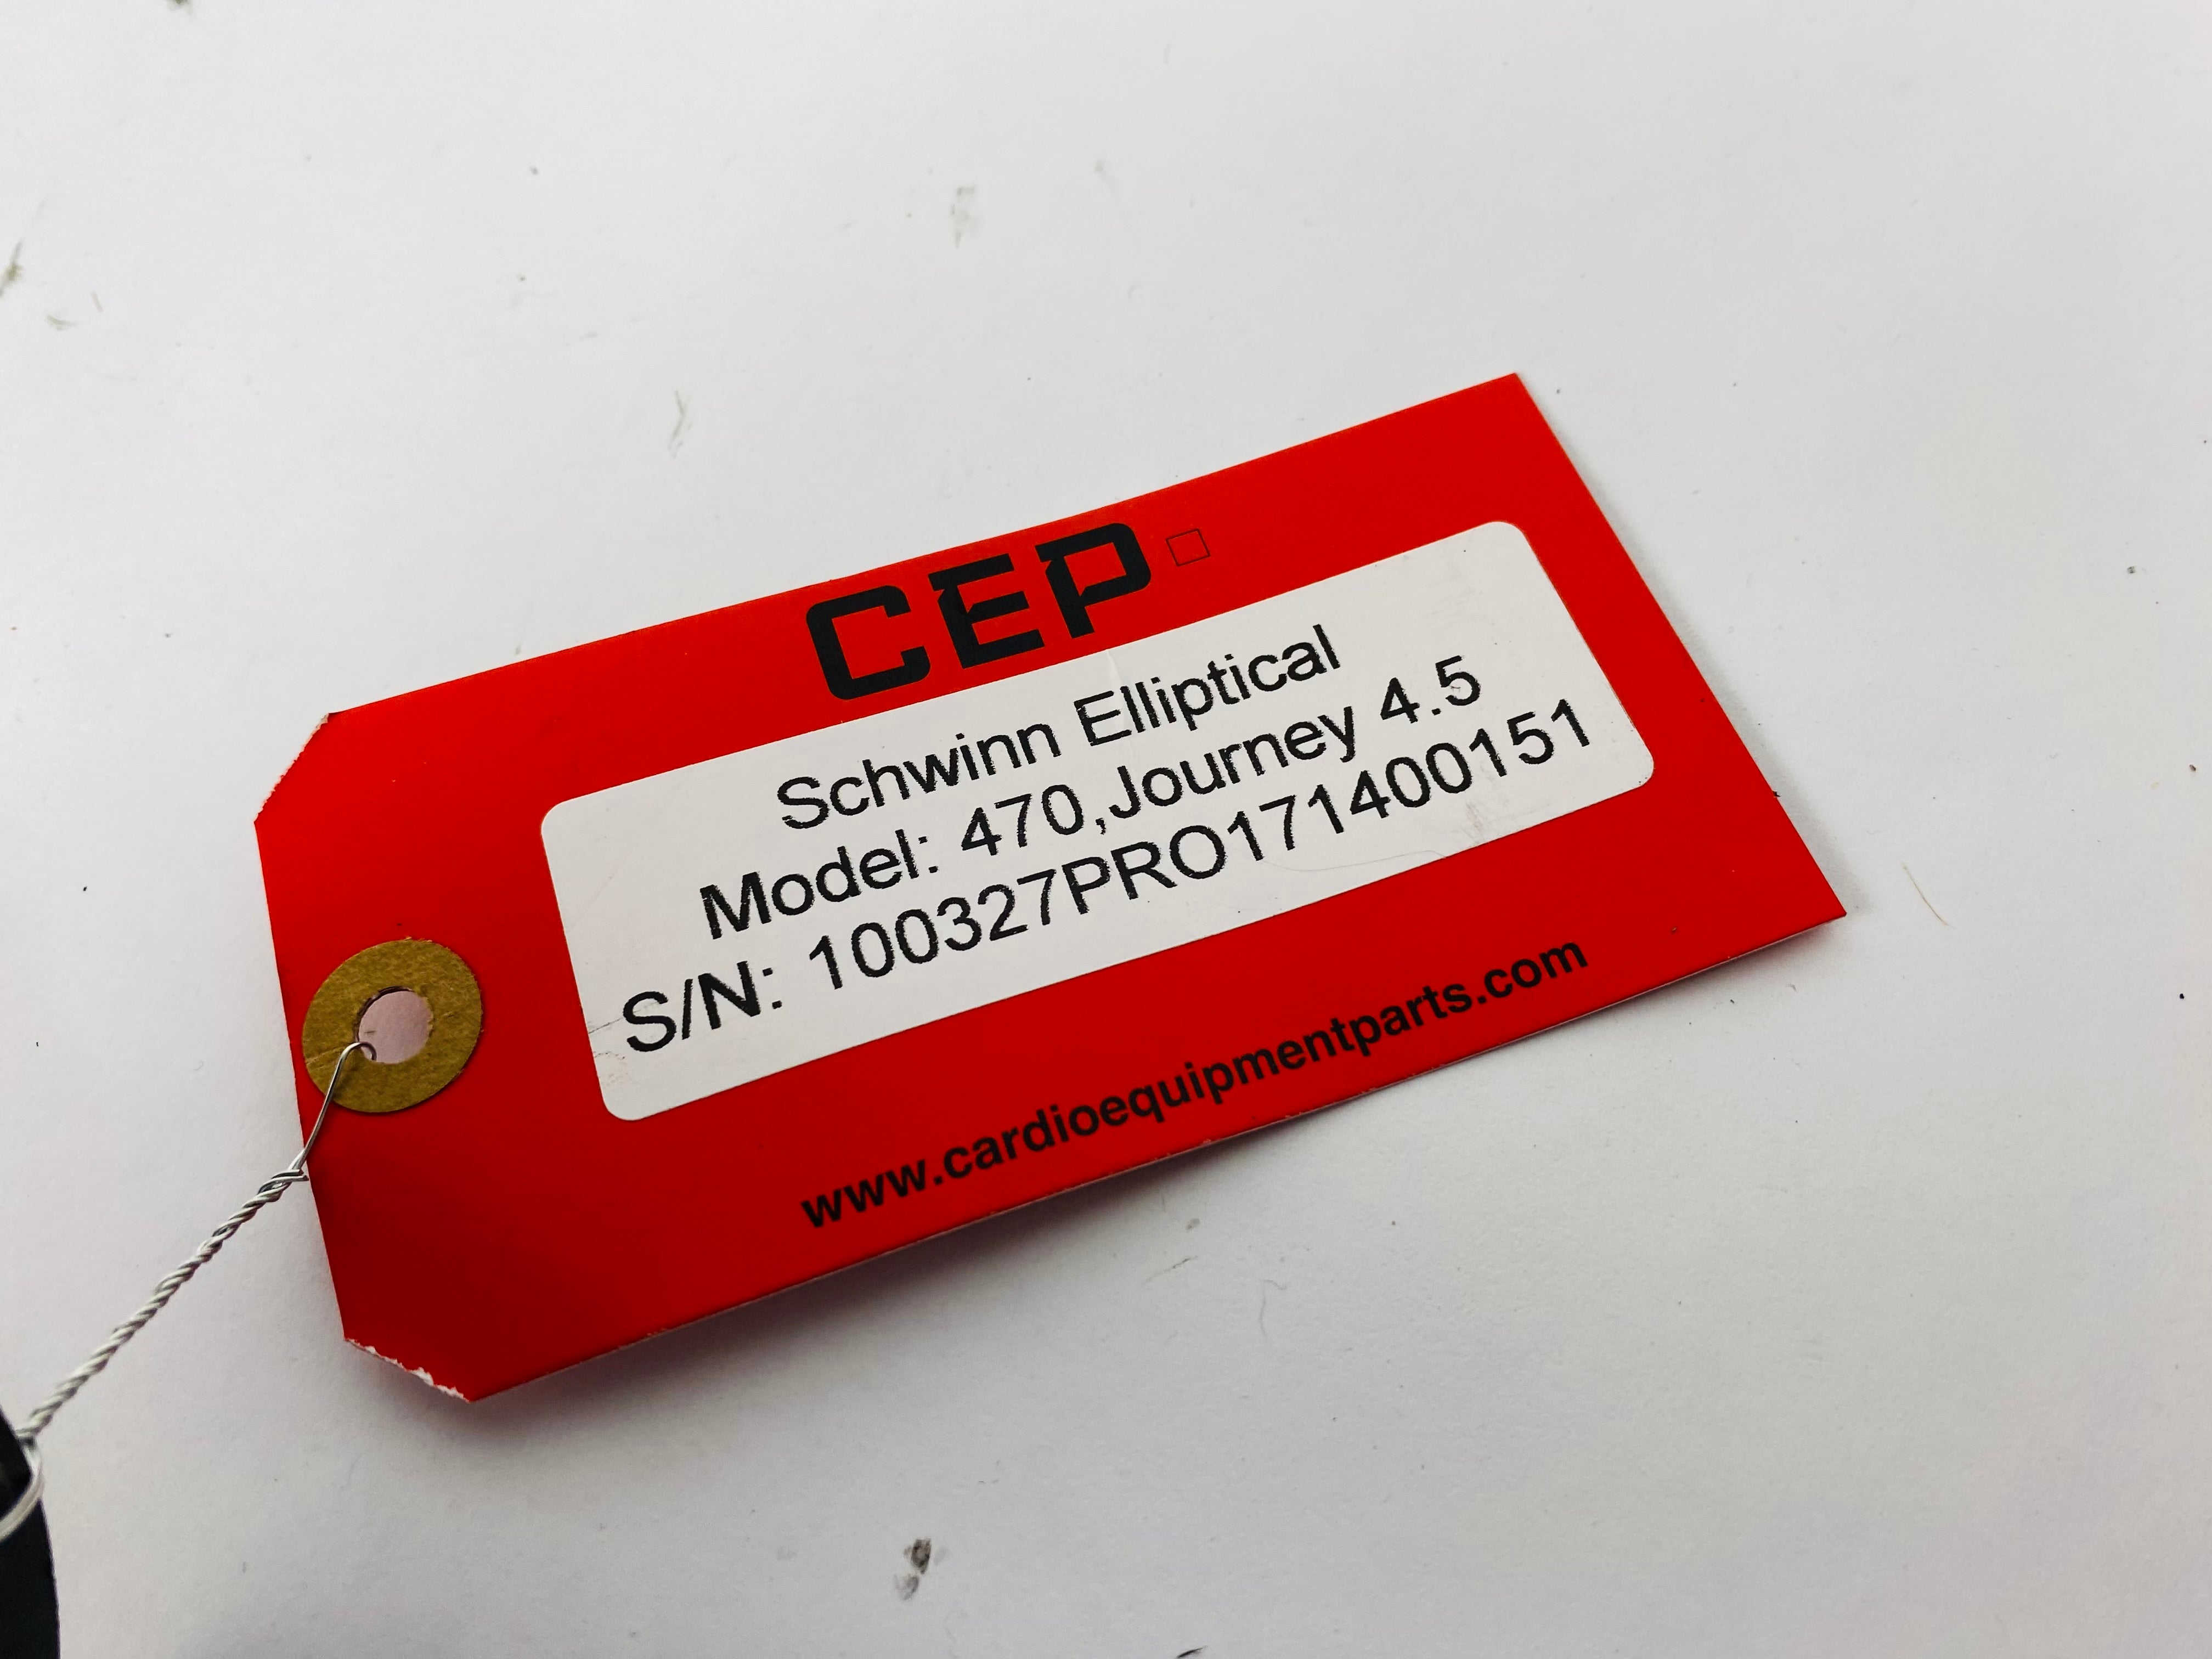 CEP
Schwinn Elliptical
Model: 470,Journey 4.5
S/N: 100327PRO171400151
www.cardioequipmentparts.com